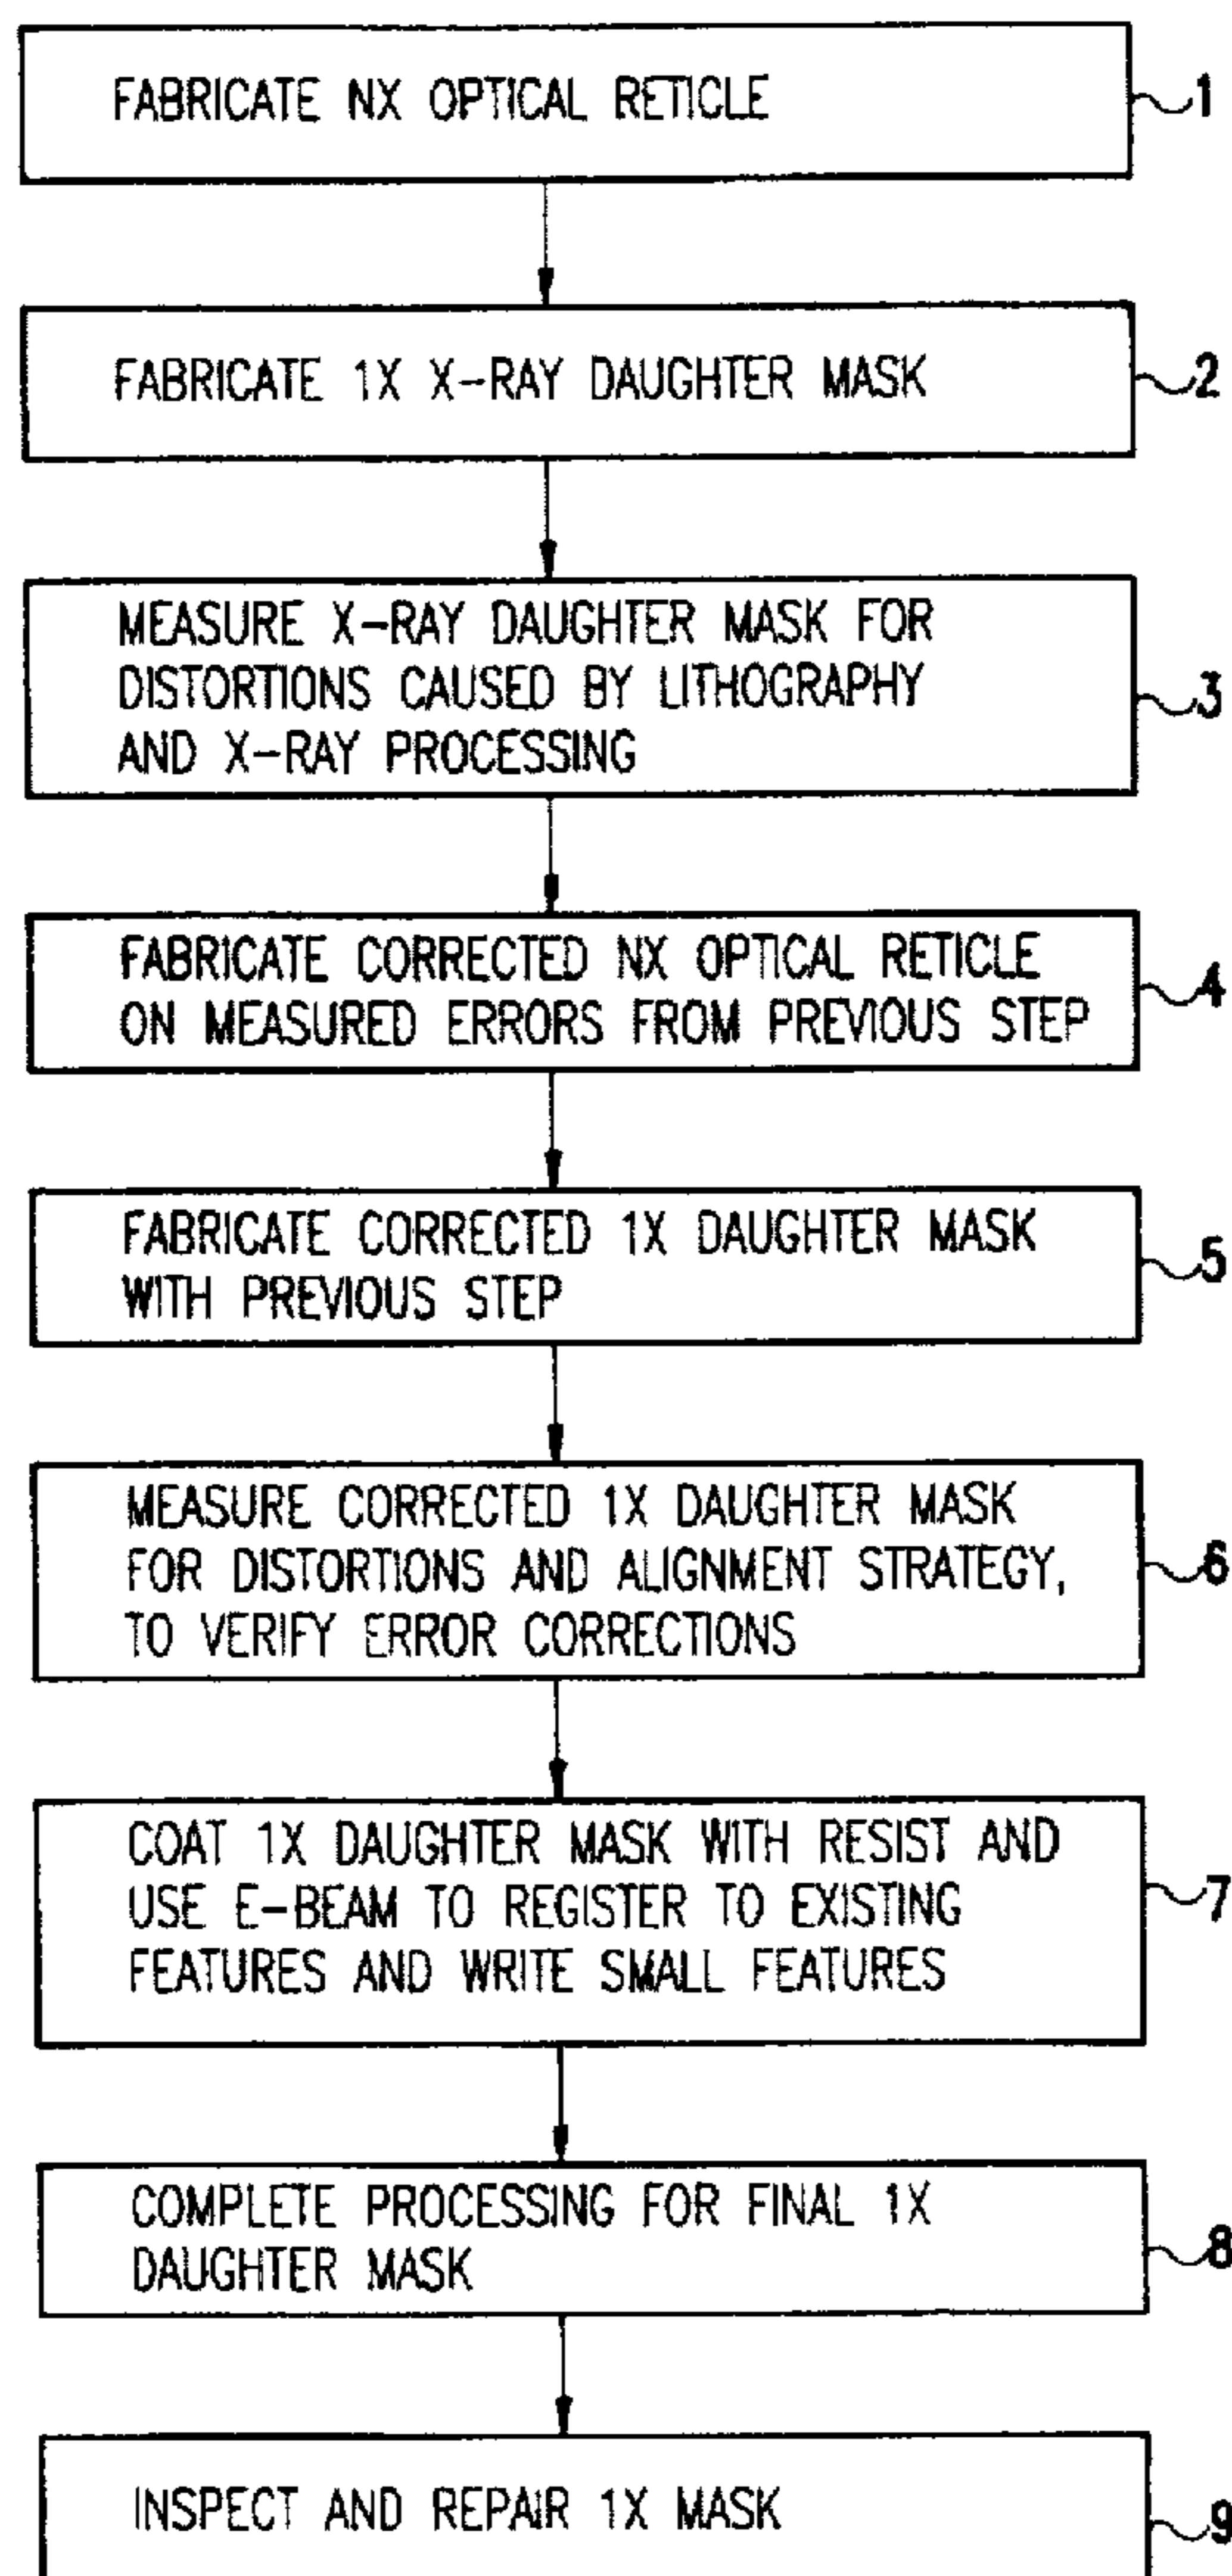 FABRICATE NX OPTICAL RETICLE
1
FABRICATE 1X X-RAY DAUGHTER MASK
2
MEASURE X-RAY DAUGHTER MASK FOR
DISTORTIONS CAUSED BY LITHOGRAPHY
AND X-RAY PROCESSING
3
FABRICATE CORRECTED NX OPTICAL RETICLE
ON MEASURED ERRORS FROM PREVIOUS STEP
4
FABRICATE CORRECTED 1X DAUGHTER MASK
WITH PREVIOUS STEP
5
MEASURE CORRECTED 1X DAUGHTER MASK
FOR DISTORTIONS AND ALIGNMENT STRATEGY,
TO VERIFY ERROR CORRECTIONS
6
COAT 1X DAUGHTER MASK WITH RESIST AND
USE E-BEAM TO REGISTER TO EXISTING
FEATURES AND WRITE SMALL FEATURES
7
COMPLETE PROCESSING FOR FINAL 1X
DAUGHTER MASK
8
INSPECT AND REPAIR 1X MASK
9